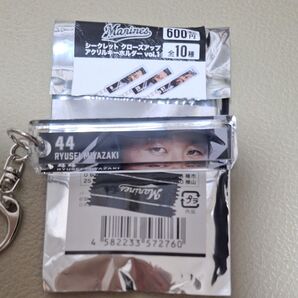 Marines
600円
シークレット クローズアップ
アクリルキーホルダー vol.1
全10種
44
RYUSEI MIYAZAKI
Marines
プラ
4 582233 572760